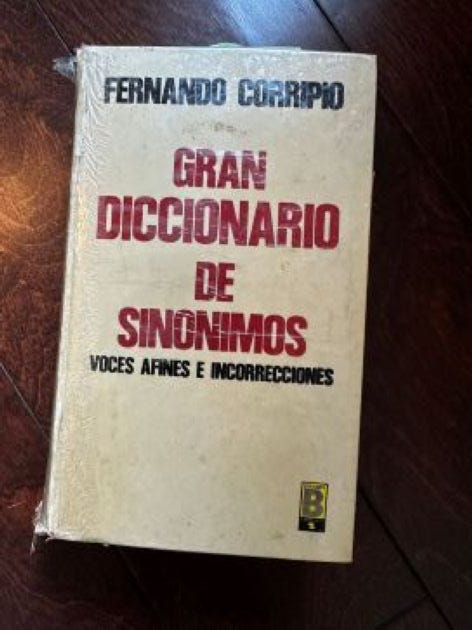 FERNANDO CORRIPIO
GRAN
DICCIONARIO
DE
SINONIMOS
VOCES AFINES E INCORRECCIONES
B